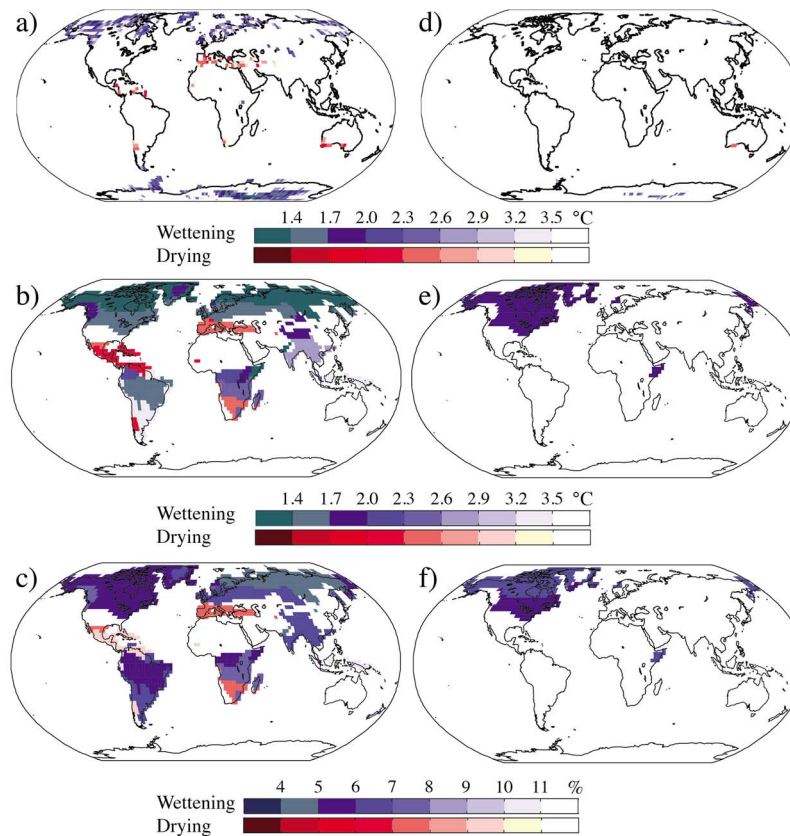 a)
d)
1.4 1.7 2.0 2.3 2.6 2.9 3.2 3.5 °C
Wettening
Drying
b)
e)
1.4 1.7 2.0 2.3 2.6 2.9 3.2 3.5 °C
Wettening
Drying
c)
f)
4 5 6 7 8 9 10 11 %
Wettening
Drying